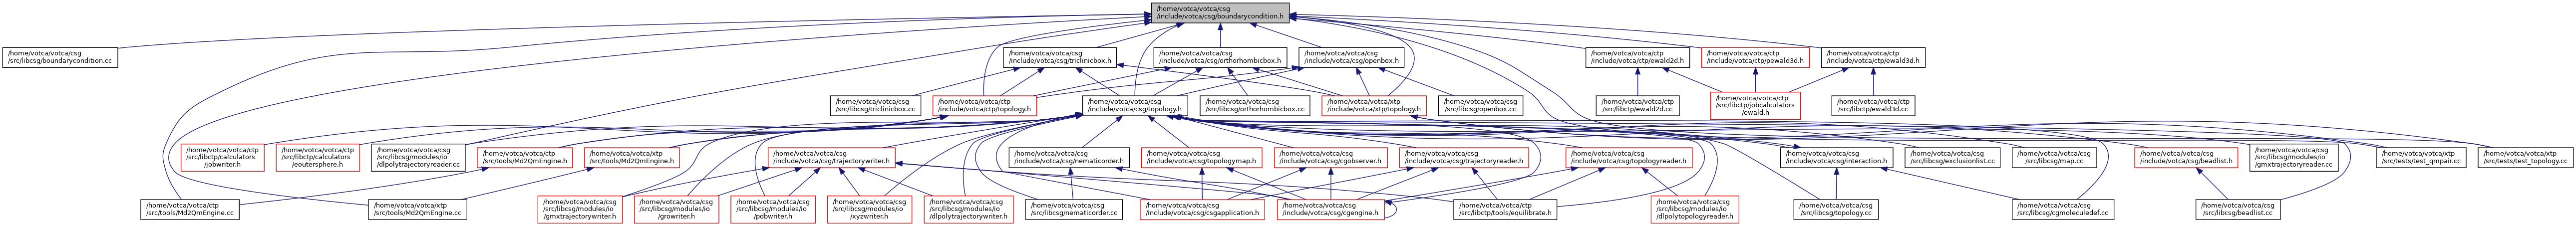 /home/votca/votca/csg
/include/votca/csg/boundarycondition.h
/home/votca/votca/csg
/src/libcsg/boundarycondition.cc
/home/votca/votca/csg
/include/votca/csg/triclinicbox.h
/home/votca/votca/csg
/include/votca/csg/orthorhombicbox.h
/home/votca/votca/csg
/include/votca/csg/openbox.h
/home/votca/votca/ctp
/include/votca/ctp/ewald2d.h
/home/votca/votca/ctp
/include/votca/ctp/pewald3d.h
/home/votca/votca/ctp
/include/votca/ctp/ewald3d.h
/home/votca/votca/csg
/src/libcsg/triclinicbox.cc
/home/votca/votca/ctp
/include/votca/ctp/topology.h
/home/votca/votca/csg
/include/votca/csg/topology.h
/home/votca/votca/csg
/src/libcsg/orthorhombicbox.cc
/home/votca/votca/xtp
/include/votca/xtp/topology.h
/home/votca/votca/csg
/src/libcsg/openbox.cc
/home/votca/votca/ctp
/src/libctp/ewald2d.cc
/home/votca/votca/ctp
/src/libctp/jobcalculators
/ewald.h
/home/votca/votca/ctp
/src/libctp/ewald3d.cc
/home/votca/votca/ctp
/src/libctp/calculators
/jobwriter.h
/home/votca/votca/ctp
/src/libctp/calculators
/eoutersphere.h
/home/votca/votca/csg
/src/libcsg/modules/io
/dlpolytrajectoryreader.cc
/home/votca/votca/ctp
/src/tools/Md2QmEngine.h
/home/votca/votca/xtp
/src/tools/Md2QmEngine.h
/home/votca/votca/csg
/include/votca/csg/trajectorywriter.h
/home/votca/votca/csg
/include/votca/csg/nematicorder.h
/home/votca/votca/csg
/include/votca/csg/topologymap.h
/home/votca/votca/csg
/include/votca/csg/cgobserver.h
/home/votca/votca/csg
/include/votca/csg/trajectoryreader.h
/home/votca/votca/csg
/include/votca/csg/topologyreader.h
/home/votca/votca/csg
/include/votca/csg/interaction.h
/home/votca/votca/csg
/src/libcsg/exclusionlist.cc
/home/votca/votca/csg
/src/libcsg/map.cc
/home/votca/votca/csg
/include/votca/csg/beadlist.h
/home/votca/votca/csg
/src/libcsg/modules/io
/gmxtrajectoryreader.cc
/home/votca/votca/xtp
/src/tests/test_qmpair.cc
/home/votca/votca/xtp
/src/tests/test_topology.cc
/home/votca/votca/ctp
/src/tools/Md2QmEngine.cc
/home/votca/votca/xtp
/src/tools/Md2QmEngine.cc
/home/votca/votca/csg
/src/libcsg/modules/io
/gmxtrajectorywriter.h
/home/votca/votca/csg
/src/libcsg/modules/io
/growriter.h
/home/votca/votca/csg
/src/libcsg/modules/io
/pdbwriter.h
/home/votca/votca/csg
/src/libcsg/modules/io
/xyzwriter.h
/home/votca/votca/csg
/src/libcsg/modules/io
/dlpolytrajectorywriter.h
/home/votca/votca/csg
/src/libcsg/nematicorder.cc
/home/votca/votca/csg
/include/votca/csg/csgapplication.h
/home/votca/votca/csg
/include/votca/csg/cgengine.h
/home/votca/votca/ctp
/src/libctp/tools/equilibrate.h
/home/votca/votca/csg
/src/libcsg/modules/io
/dlpolytopologyreader.h
/home/votca/votca/csg
/src/libcsg/topology.cc
/home/votca/votca/csg
/src/libcsg/cgmoleculedef.cc
/home/votca/votca/csg
/src/libcsg/beadlist.cc